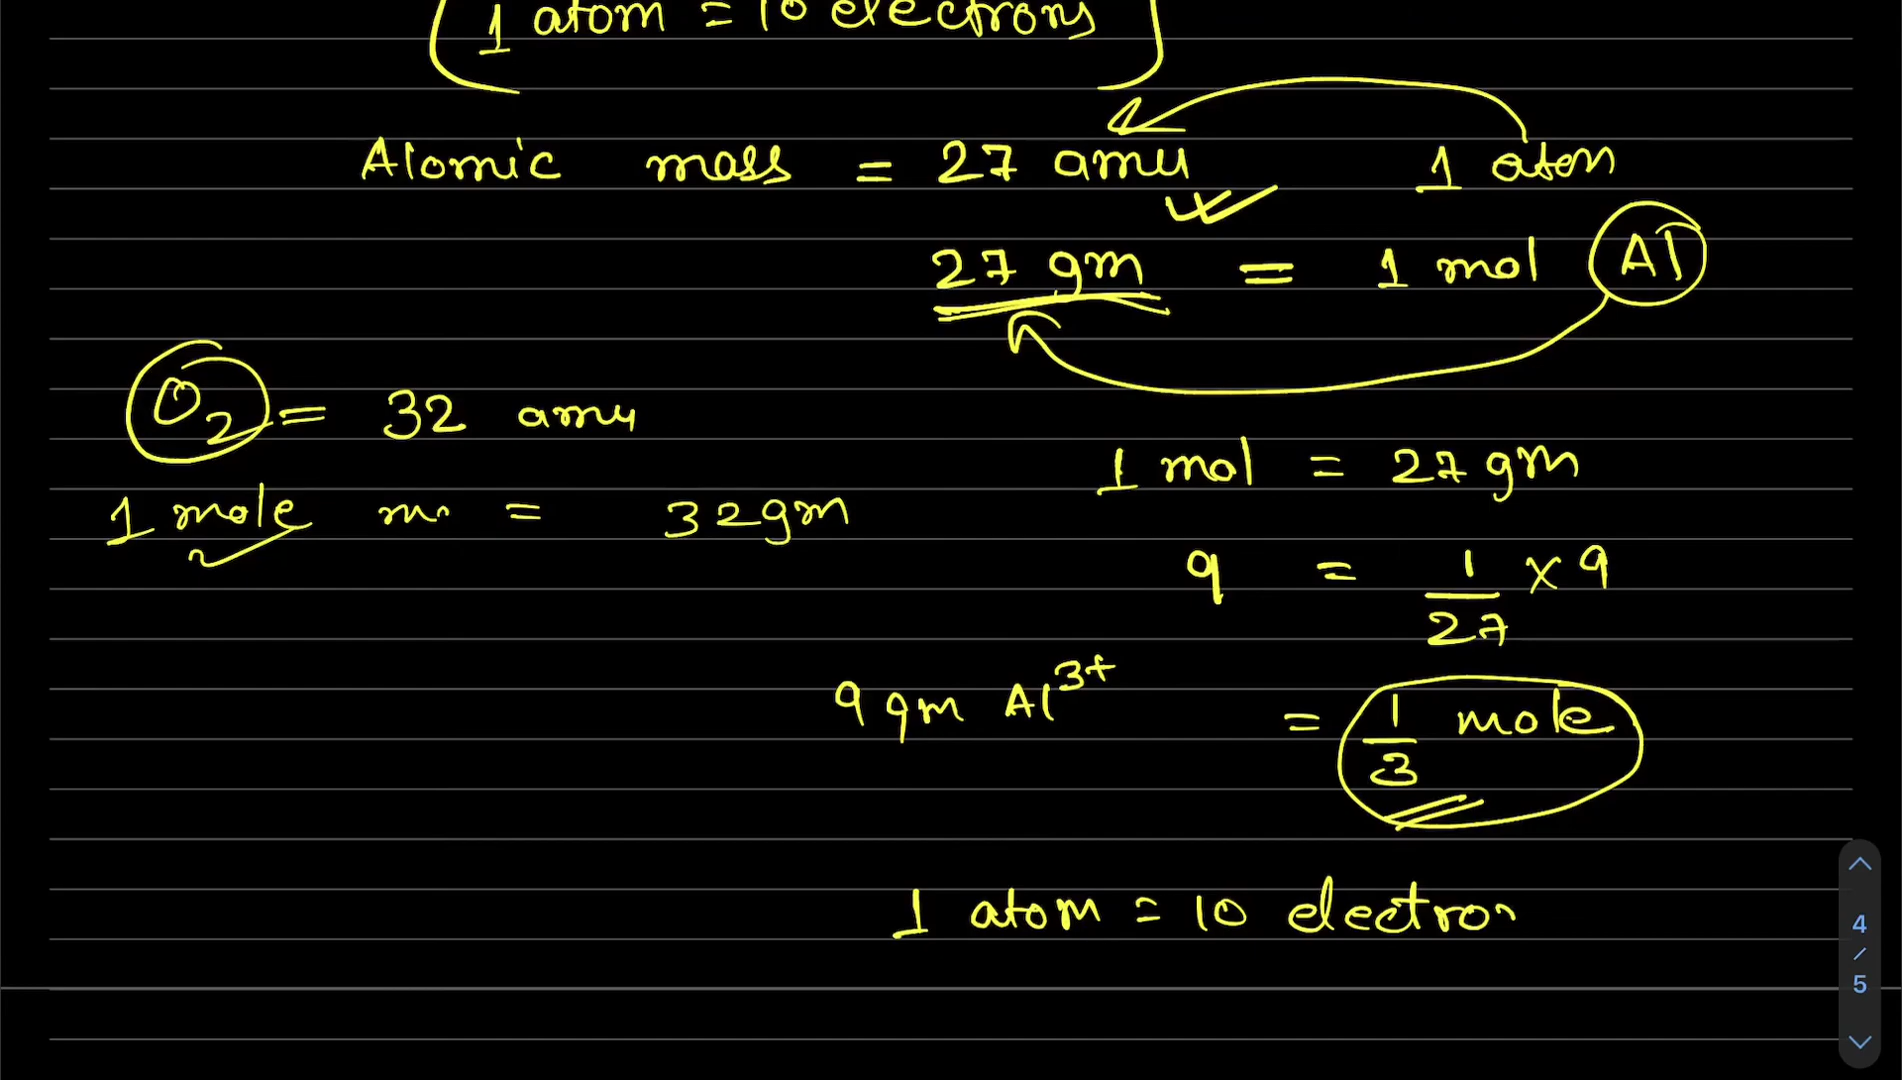 1 atom = 10 electrons
Atomic mass = 27 amu 1 atom
27 gm = 1 mol Al
O2 = 32 amu
1 mol = 27 gm
1 mole = 32gm
9 = 1/27 x 9
9 gm Al3+ = 1/3 mole
1 atom = 10 electron
4
/
5